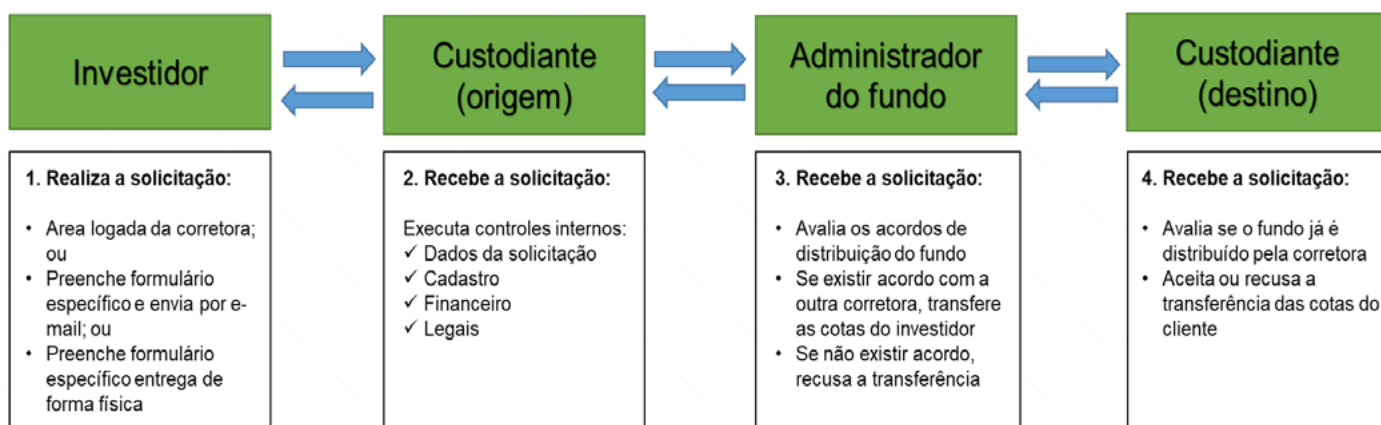 Investidor
Custodiante
(origem)
Administrador
do fundo
Custodiante
(destino)
1. Realiza a solicitação:
• Area logada da corretora;
ou
• Preenche formulário
específico e envia por e-
mail; ou
• Preenche formulário
específico entrega de
forma física
2. Recebe a solicitação:
Executa controles internos:
✓ Dados da solicitação
✓ Cadastro
✓ Financeiro
✓ Legais
3. Recebe a solicitação:
• Avalia os acordos de
distribuição do fundo
• Se existir acordo com a
outra corretora, transfere
as cotas do investidor
• Se não existir acordo,
recusa a transferência
4. Recebe a solicitação:
• Avalia se o fundo já é
distribuído pela corretora
• Aceita ou recusa a
transferência das cotas do
cliente